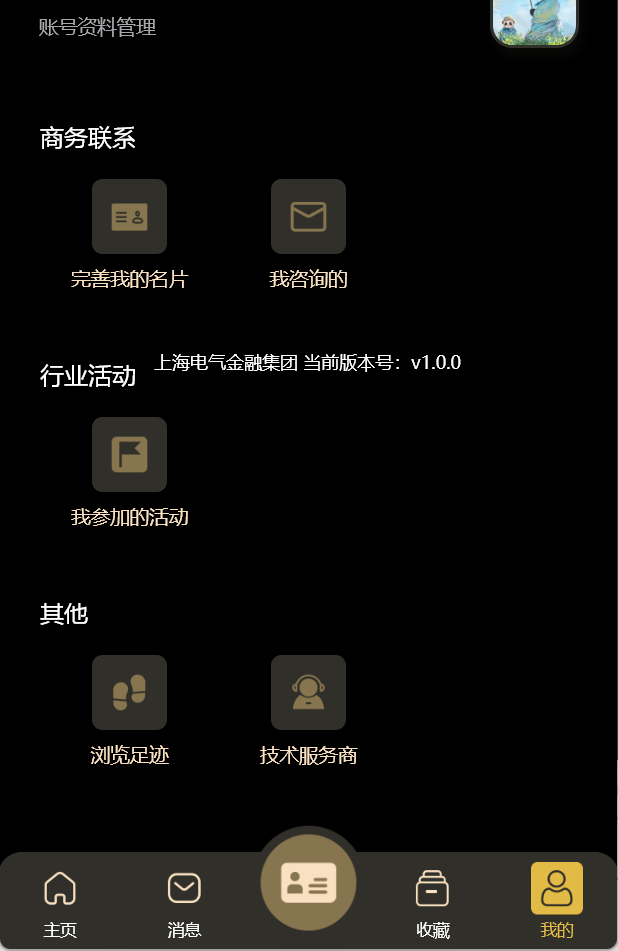 账号资料管理
商务联系
完善我的名片 我咨询的
行业活动 上海电气金融集团 当前版本号：v1.0.0
我参加的活动
其他
浏览足迹 技术服务商
主页 消息 收藏 我的